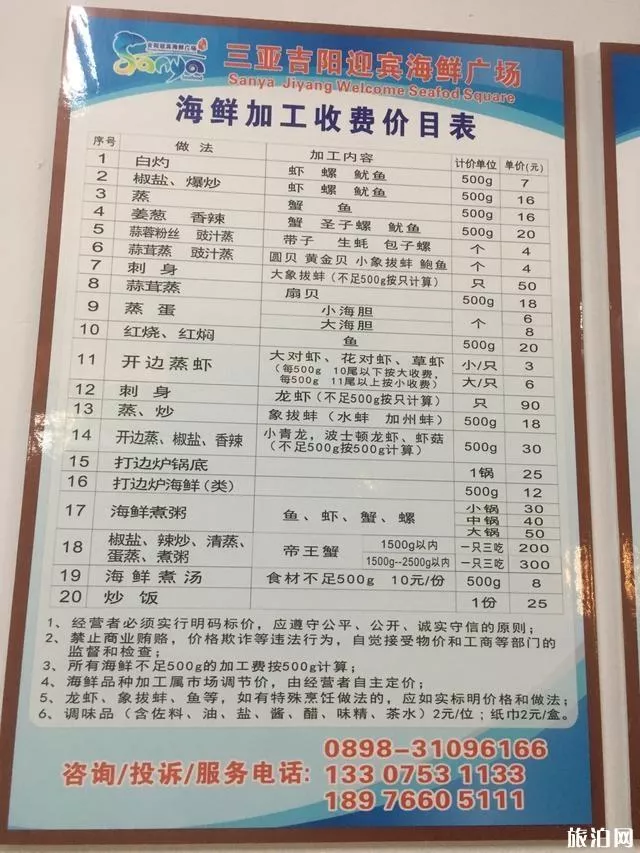 吉阳迎宾海鲜广场
Sanya
三亚吉阳迎宾海鲜广场
Sanya Jiyang Welcome Seafod Square
海鲜加工收费价目表
序号 做法 加工内容 计价单位 单价(元)
1 白灼 虾 螺 鱿鱼 500g 7
2 椒盐、爆炒 虾 螺 鱿鱼 500g 16
3 蒸 蟹 鱼 500g 16
4 姜葱 香辣 蟹 圣子螺 鱿鱼 500g 20
5 蒜蓉粉丝 豉汁蒸 带子 生蚝 包子螺 个 4
6 蒜茸蒸 豉汁蒸 圆贝 黄金贝 小象拔蚌 鲍鱼 个 4
7 刺身 大象拔蚌(不足500g按只计算) 只 50
8 蒜茸蒸 扇贝 500g 18
9 蒸蛋 小海胆 个 6
大海胆 8
10 红烧、红焖 鱼 500g 20
11 开边蒸虾 大对虾、花对虾、草虾 小/只 3
(每500g 10尾以下按大收费,
每500g 11尾以上按小收费) 大/只 6
12 刺身 龙虾(不足500g按只计算) 只 90
13 蒸、炒 象拔蚌(水蚌 加州蚌) 500g 18
14 开边蒸、椒盐、香辣 小青龙，波士顿龙虾、虾菇
(不足500g按500g计算) 500g 30
15 打边炉锅底 1锅 25
16 打边炉海鲜(类) 500g 12
17 海鲜煮粥 鱼、虾、蟹、螺 小锅 30
中锅 40
大锅 50
18 椒盐、辣炒、清蒸、
蛋蒸、煮粥 帝王蟹 1500g以内 一只三吃 200
1500g--2500g以内 一只三吃 300
19 海鲜煮汤 食材不足500g 10元/份 500g 8
20 炒饭 1份 25
1、经营者必须实行明码标价，应遵守公平、公开、诚实守信的原则；
2、禁止商业贿赂，价格欺诈等违法行为，自觉接受物价和工商等部门的
监督和检查；
3、所有海鲜不足500g的加工费按500g计算；
4、海鲜品种加工属市场调节价，由经营者自主定价；
5、龙虾、象拔蚌、鱼等，如有特殊烹饪做法的，应如实标明价格和做法；
6、调味品（含佐料、油、盐、酱、醋、味精、茶水）2元/位；纸巾2元/盒。
咨询/投诉/服务电话:
0898-31096166
133 0753 1133
189 7660 5111
旅泊网